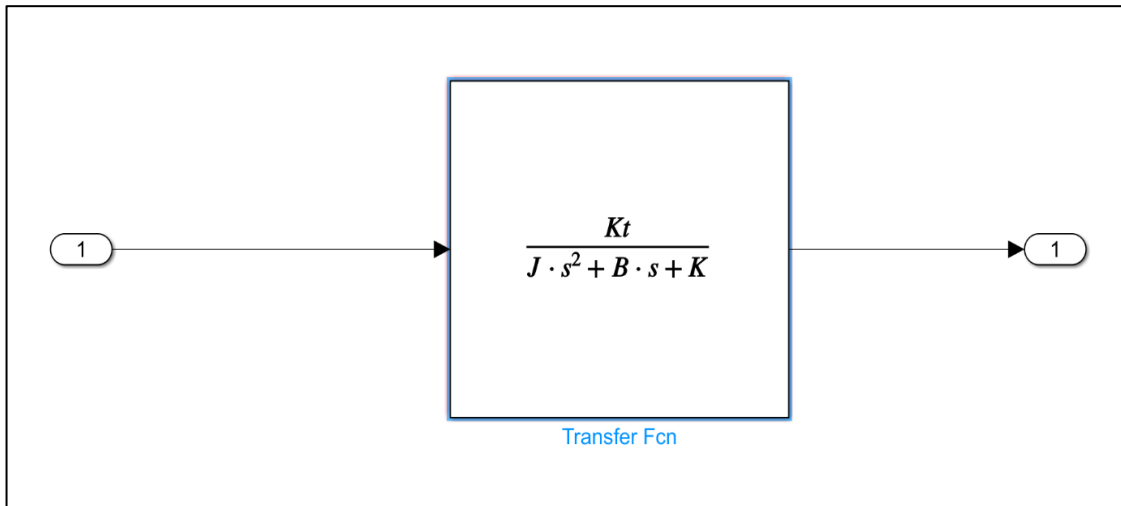 1
Kt
J · s² + B · s + K
1
Transfer Fcn